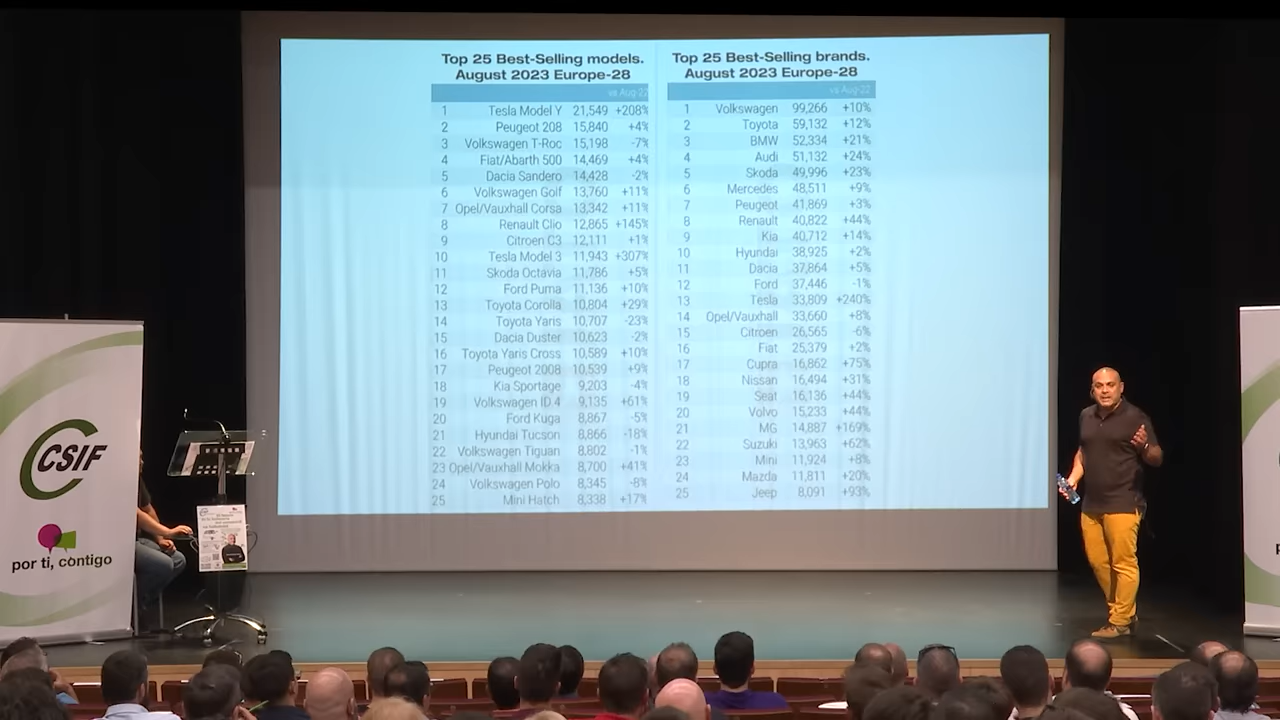 Top 25 Best-Selling models.
August 2023 Europe-28
vs Aug-22
1 Tesla Model Y 21,549 +208%
2 Peugeot 208 15,840 +4%
3 Volkswagen T-Roc 15,198 -7%
4 Fiat/Abarth 500 14,469 +4%
5 Dacia Sandero 14,428 -2%
6 Volkswagen Golf 13,760 +11%
7 Opel/Vauxhall Corsa 13,342 +11%
8 Renault Clio 12,865 +145%
9 Citroen C3 12,111 +1%
10 Tesla Model 3 11,943 +307%
11 Skoda Octavia 11,786 +5%
12 Ford Puma 11,136 +10%
13 Toyota Corolla 10,804 +29%
14 Toyota Yaris 10,707 -23%
15 Dacia Duster 10,623 -2%
16 Toyota Yaris Cross 10,589 +10%
17 Peugeot 2008 10,539 +9%
18 Kia Sportage 9,203 -4%
19 Volkswagen ID.4 9,135 +61%
20 Ford Kuga 8,867 -5%
21 Hyundai Tucson 8,866 -18%
22 Volkswagen Tiguan 8,802 -1%
23 Opel/Vauxhall Mokka 8,700 +41%
24 Volkswagen Polo 8,345 -8%
25 Mini Hatch 8,338 +17%
Top 25 Best-Selling brands.
August 2023 Europe-28
vs Aug-22
1 Volkswagen 99,266 +10%
2 Toyota 59,132 +12%
3 BMW 52,334 +21%
4 Audi 51,132 +24%
5 Skoda 49,996 +23%
6 Mercedes 48,511 +9%
7 Peugeot 41,869 +3%
8 Renault 40,822 +44%
9 Kia 40,712 +14%
10 Hyundai 38,925 +2%
11 Dacia 37,864 +5%
12 Ford 37,446 -1%
13 Tesla 33,809 +240%
14 Opel/Vauxhall 33,660 +8%
15 Citroen 26,565 -6%
16 Fiat 25,379 +2%
17 Cupra 16,862 +75%
18 Nissan 16,494 +31%
19 Seat 16,136 +44%
20 Volvo 15,233 +44%
21 MG 14,887 +169%
22 Suzuki 13,963 +62%
23 Mini 11,924 +8%
24 Mazda 11,811 +20%
25 Jeep 8,091 +93%
CSIF
por ti, contigo